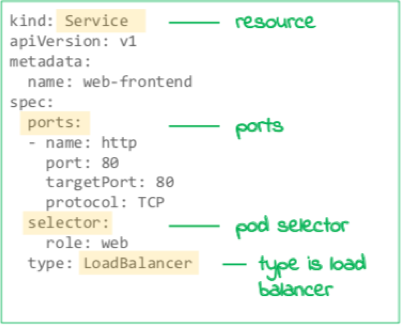 kind: Service resource
apiVersion: v1
metadata:
name: web-frontend
spec:
ports: ports
- name: http
port: 80
targetPort: 80
protocol: TCP
selector: pod selector
role: web
type: LoadBalancer type is load
balancer